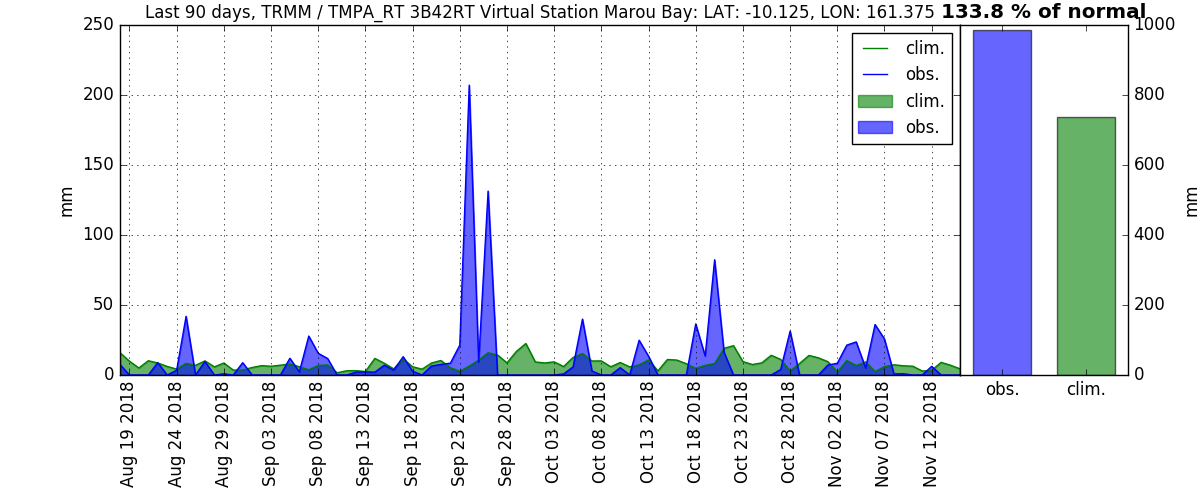 Last 90 days, TRMM / TMPA_RT 3B42RT Virtual Station Marou Bay: LAT: -10.125, LON: 161.375 133.8 % of normal
250
200
150
100
50
0
mm
clim.
obs.
clim.
obs.
1000
800
600
400
200
0
mm
obs.
clim.
Aug 19 2018
Aug 24 2018
Aug 29 2018
Sep 03 2018
Sep 08 2018
Sep 13 2018
Sep 18 2018
Sep 23 2018
Sep 28 2018
Oct 03 2018
Oct 08 2018
Oct 13 2018
Oct 18 2018
Oct 23 2018
Oct 28 2018
Nov 02 2018
Nov 07 2018
Nov 12 2018